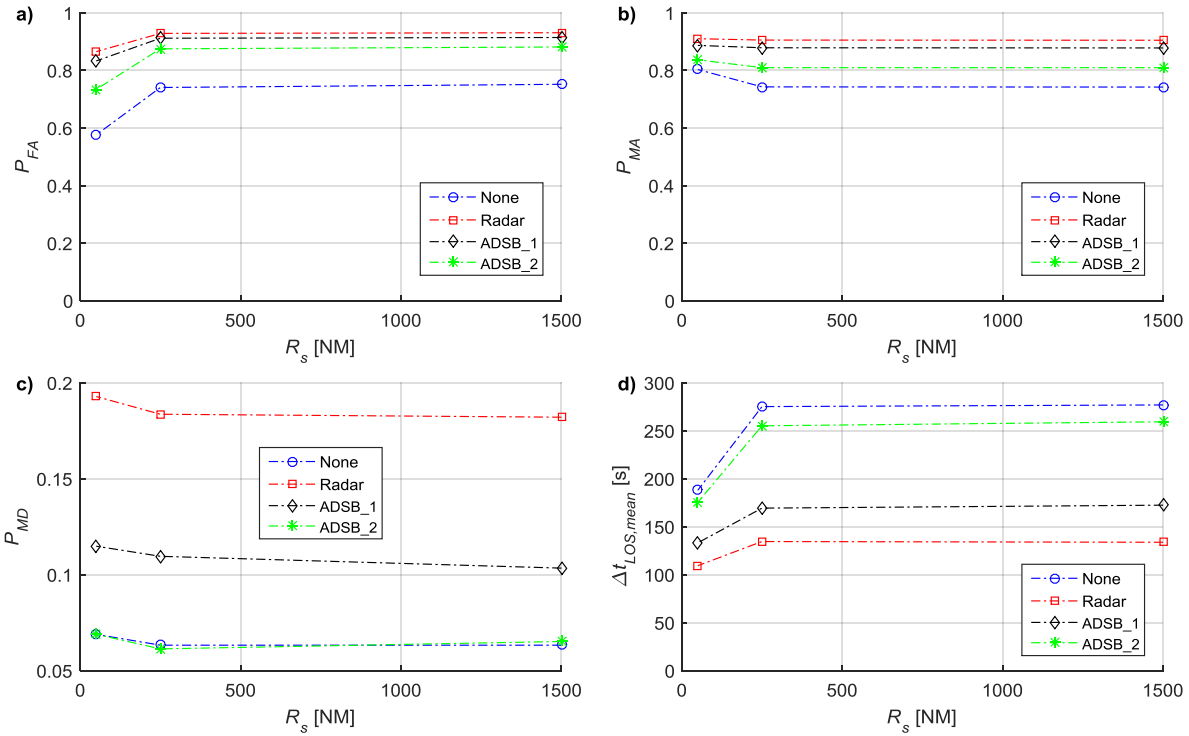 a)
1
0.8
0.6
0.4
0.2
0
P_FA
None
Radar
ADSB_1
ADSB_2
0 500 1000 1500
R_s [NM]
b)
1
0.8
0.6
0.4
0.2
0
P_MA
None
Radar
ADSB_1
ADSB_2
0 500 1000 1500
R_s [NM]
c)
0.2
0.15
0.1
0.05
P_MD
None
Radar
ADSB_1
ADSB_2
0 500 1000 1500
R_s [NM]
d)
300
250
200
150
100
50
0
Δt_LOS,mean [s]
None
Radar
ADSB_1
ADSB_2
0 500 1000 1500
R_s [NM]